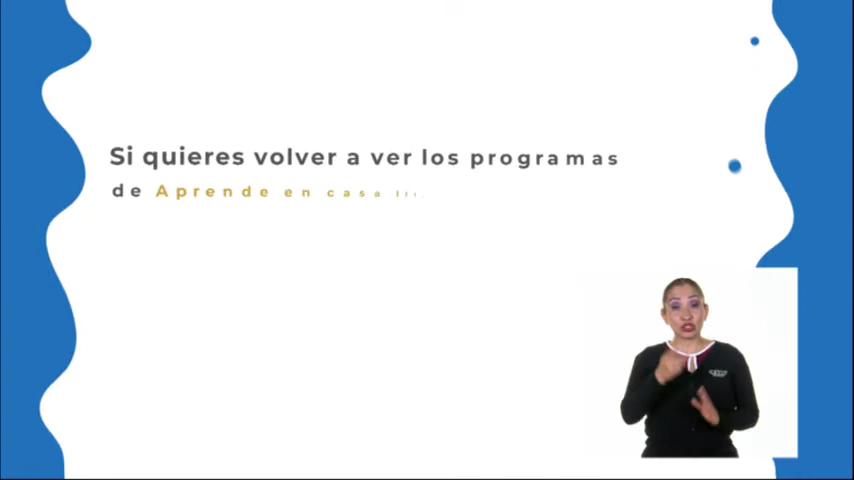 Si quieres volver a ver los programas
de Aprende en casa